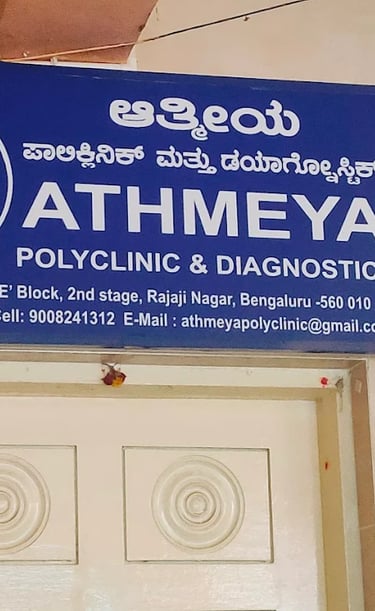 ಆತ್ಮೀಯ
ಪಾಲಿಕ್ಲಿನಿಕ್ ಮತ್ತು ಡಯಾಗ್ನೋಸ್ಟಿಕ್
ATHMEYA
POLYCLINIC & DIAGNOSTIC
E' Block, 2nd stage, Rajaji Nagar, Bengaluru -560 010
Cell: 9008241312 E-Mail : athmeyapolyclinic@gmail.co